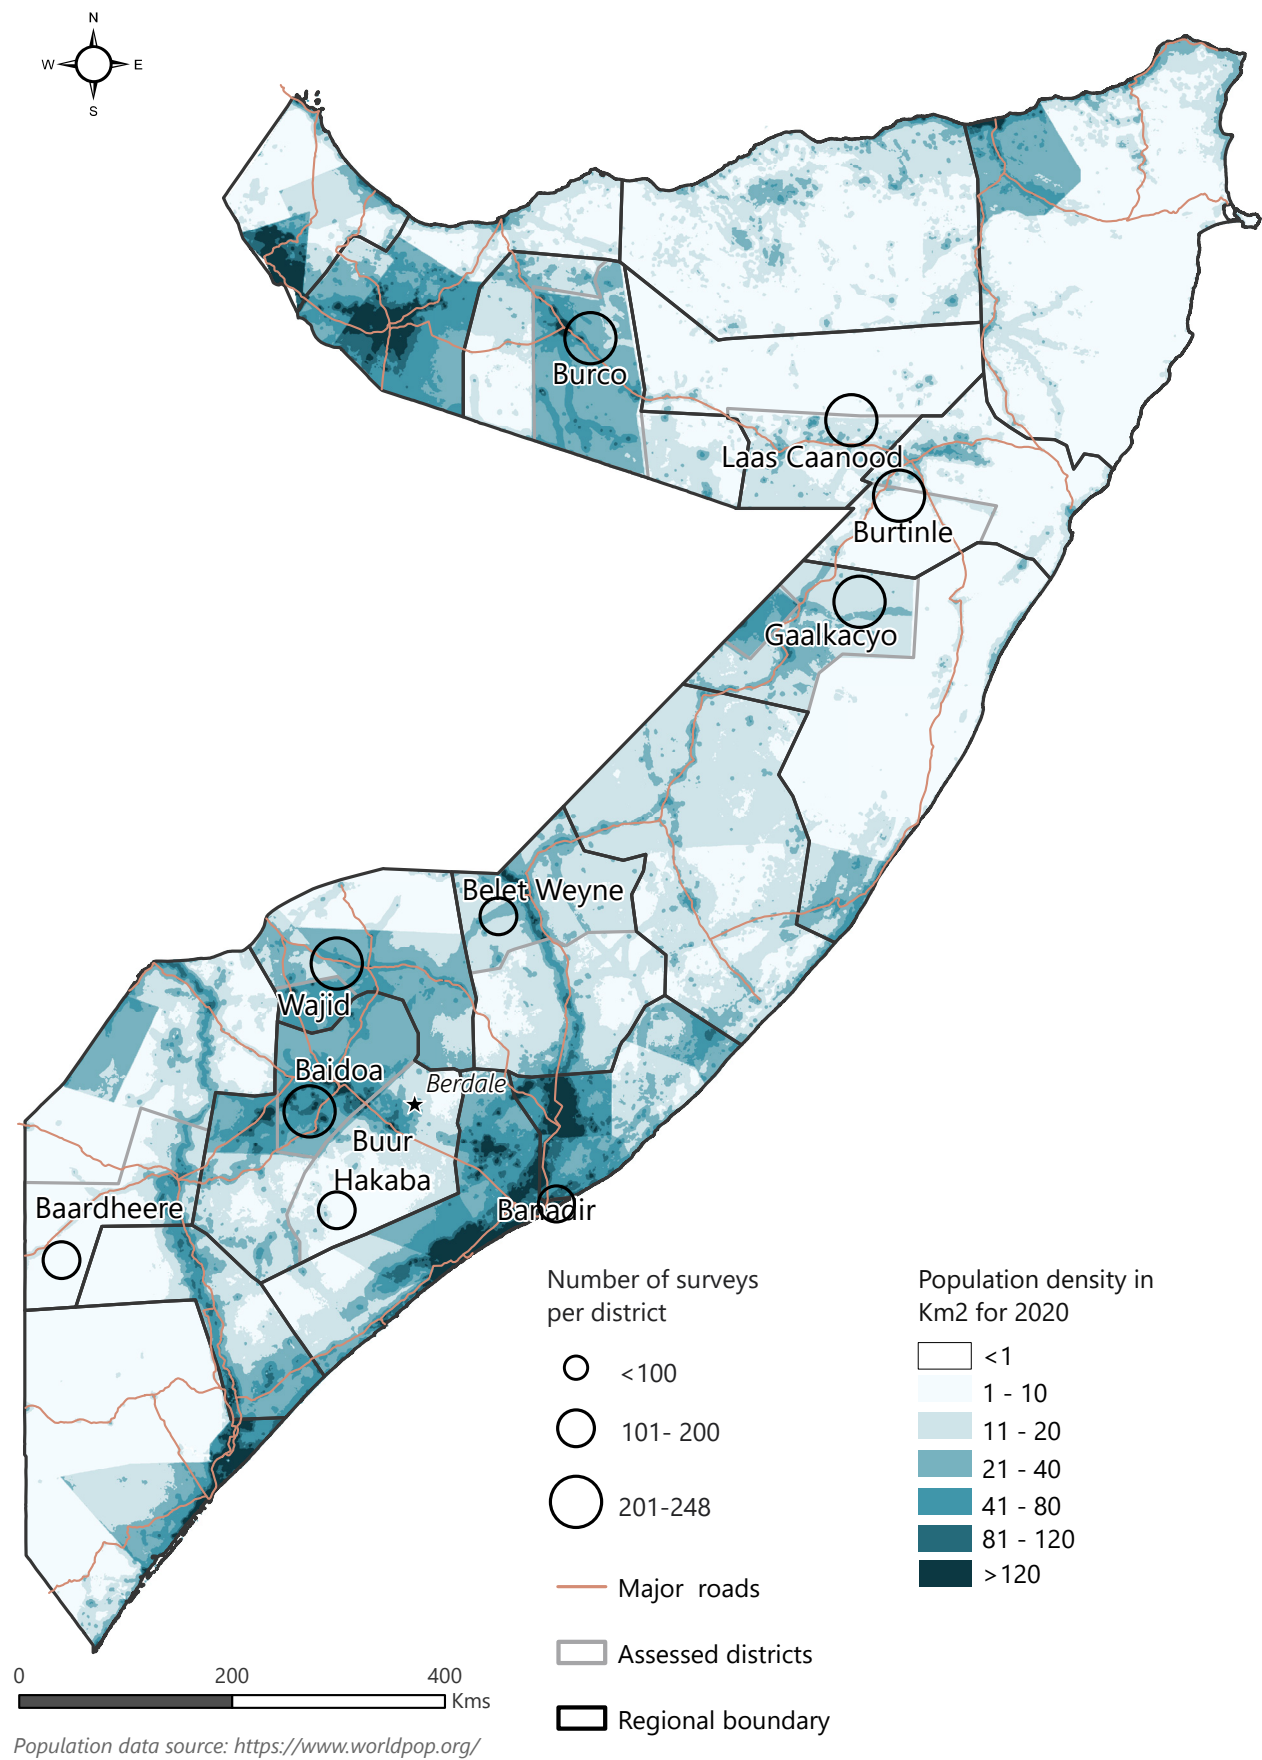 N
W E
S
Burco
Laas Caanood
Burtinle
Gaalkacyo
Belet Weyne
Wajid
Baidoa
Berdale
Buur
Hakaba
Baardheere
Banadir
Number of surveys
per district
<100
101- 200
201-248
Major roads
Assessed districts
Regional boundary
Population density in
Km2 for 2020
<1
1 - 10
11 - 20
21 - 40
41 - 80
81 - 120
>120
0 200 400
Kms
Population data source: https://www.worldpop.org/